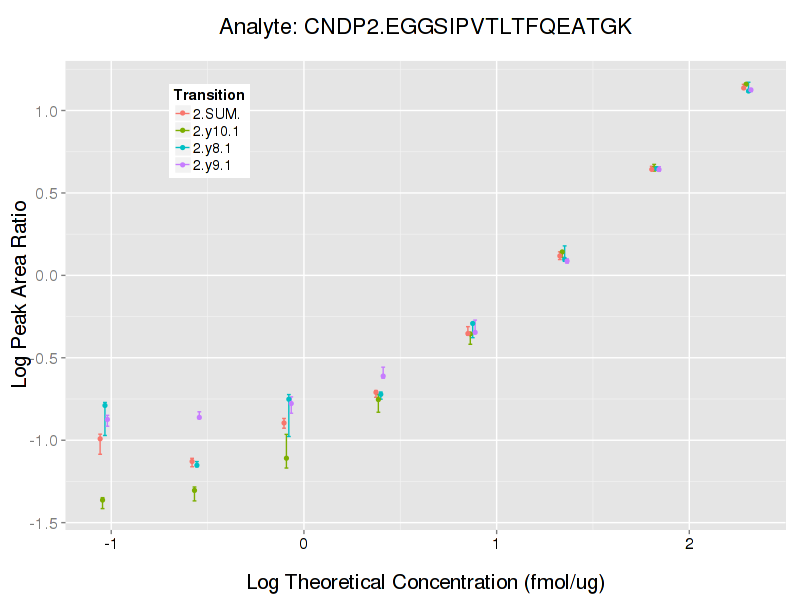 Analyte: CNDP2.EGGSIPVTLTFQEATGK
Log Peak Area Ratio
1.0
0.5
0.0
-0.5
-1.0
-1.5
Transition
2.SUM.
2.y10.1
2.y8.1
2.y9.1
-1 0 1 2
Log Theoretical Concentration (fmol/ug)